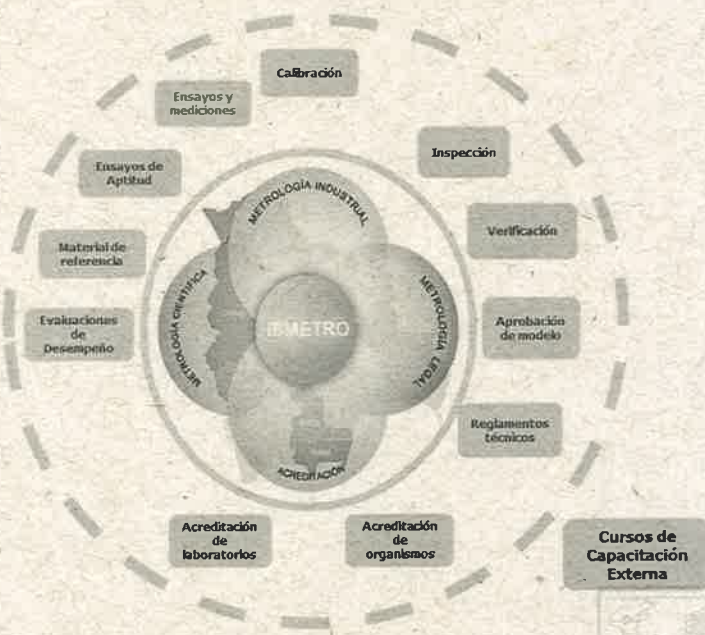 Calibración
Ensayos y
mediciones
Inspección
Ensayos de
Aptitud
METROLOGÍA INDUSTRIAL
Verificación
Material de
referencia
METROLOGÍA CIENTIFICA
METROLOGÍA LEGAL
IBMETRO
Evaluaciones
de
Desempeño
Aprobación
de modelo
Reglamentos
técnicos
ACREDITACIÓN
Acreditación
de
laboratorios
Acreditación
de
organismos
Cursos de
Capacitación
Externa